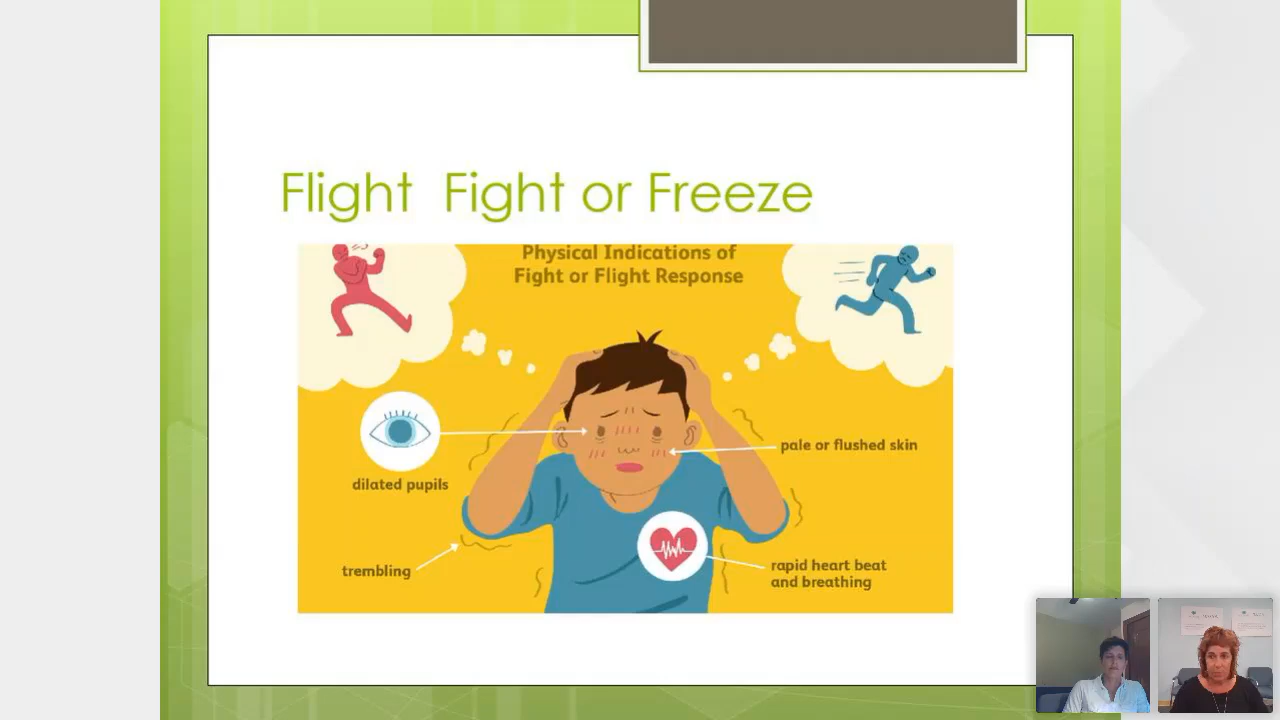 Flight  Fight or Freeze
Physical Indications of
Fight or Flight Response
dilated pupils
pale or flushed skin
trembling
rapid heart beat
and breathing